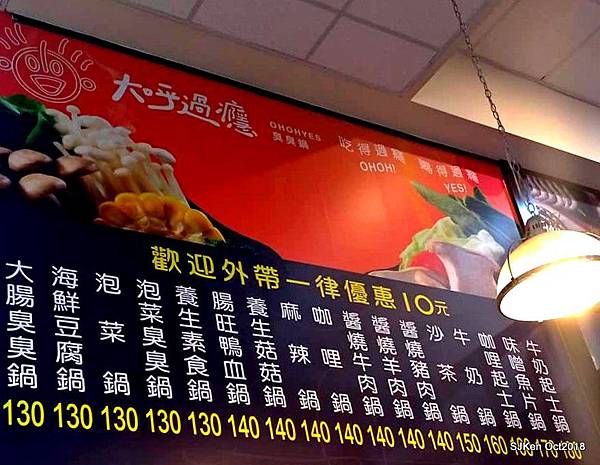 大呼過癮
OHOHYES
臭臭鍋
吃得過癮
OHOH!
喝得過癮
YES!
歡迎外帶一律優惠10元
大腸臭臭鍋 130
海鮮豆腐鍋 130
泡菜鍋 130
泡菜臭臭鍋 130
養生素食鍋 130
腸旺鴨血鍋 140
養生菇菇鍋 140
麻辣鍋 140
咖哩鍋 140
醬燒牛肉鍋 140
醬燒羊肉鍋 140
醬燒豬肉鍋 140
沙茶鍋 140
牛奶鍋 150
咖哩起士鍋 160
味噌魚片鍋
牛奶起士鍋
SJKen Oct2018